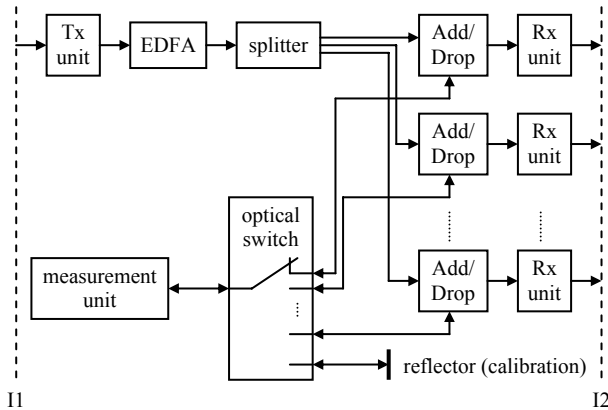 Tx
unit
EDFA
splitter
Add/
Drop
Rx
unit
Add/
Drop
Rx
unit
optical
switch
measurement
unit
Add/
Drop
Rx
unit
reflector (calibration)
I1
I2